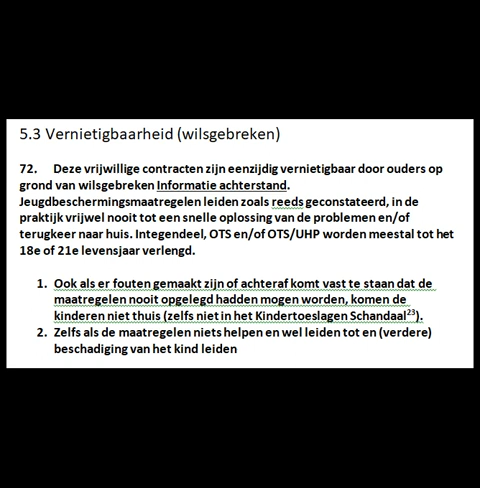 5.3 Vernietigbaarheid (wilsgebreken)
72. Deze vrijwillige contracten zijn eenzijdig vernietigbaar door ouders op
grond van wilsgebreken Informatie achterstand.
Jeugdbeschermingsmaatregelen leiden zoals reeds geconstateerd, in de
praktijk vrijwel nooit tot een snelle oplossing van de problemen en/of
terugkeer naar huis. Integendeel, OTS en/of OTS/UHP worden meestal tot het
18e of 21e levensjaar verlengd.
1. Ook als er fouten gemaakt zijn of achteraf komt vast te staan dat de
maatregelen nooit opgelegd hadden mogen worden, komen de
kinderen niet thuis (zelfs niet in het Kindertoeslagen Schandaal²³).
2. Zelfs als de maatregelen niets helpen en wel leiden tot en (verdere)
beschadiging van het kind leiden